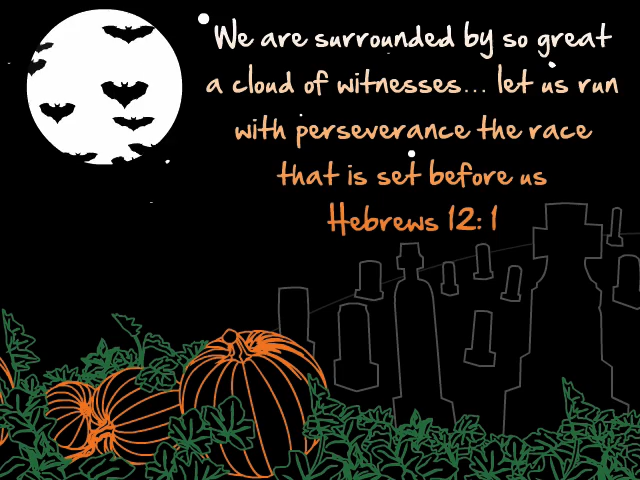 We are surrounded by so great
a cloud of witnesses... let us run
with perseverance the race
that is set before us
Hebrews 12:1